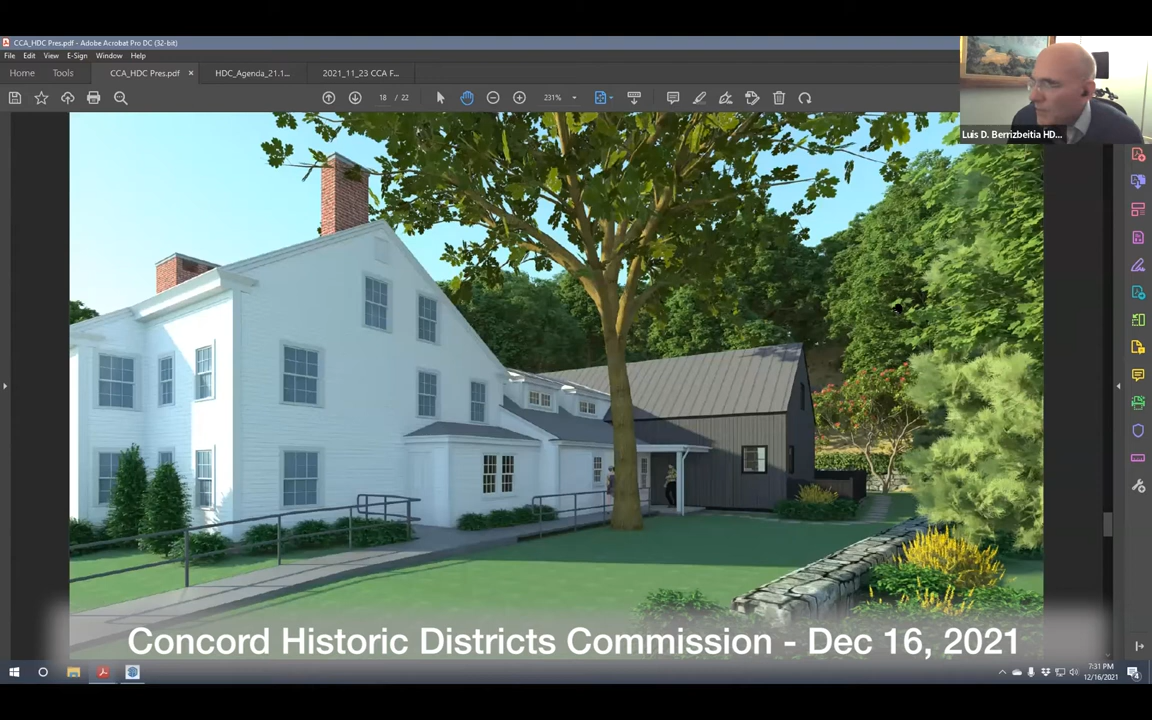 CCA_HDC Pres.pdf - Adobe Acrobat Pro DC (32-bit)
File Edit View E-Sign Window Help
Home Tools CCA_HDC Pres.pdf × HDC_Agenda_21.1... 2021_11_23 CCA F...
18 / 22 231%
Luis D. Berrizbeitia HD...
Concord Historic Districts Commission - Dec 16, 2021
7:31 PM
12/16/2021
4